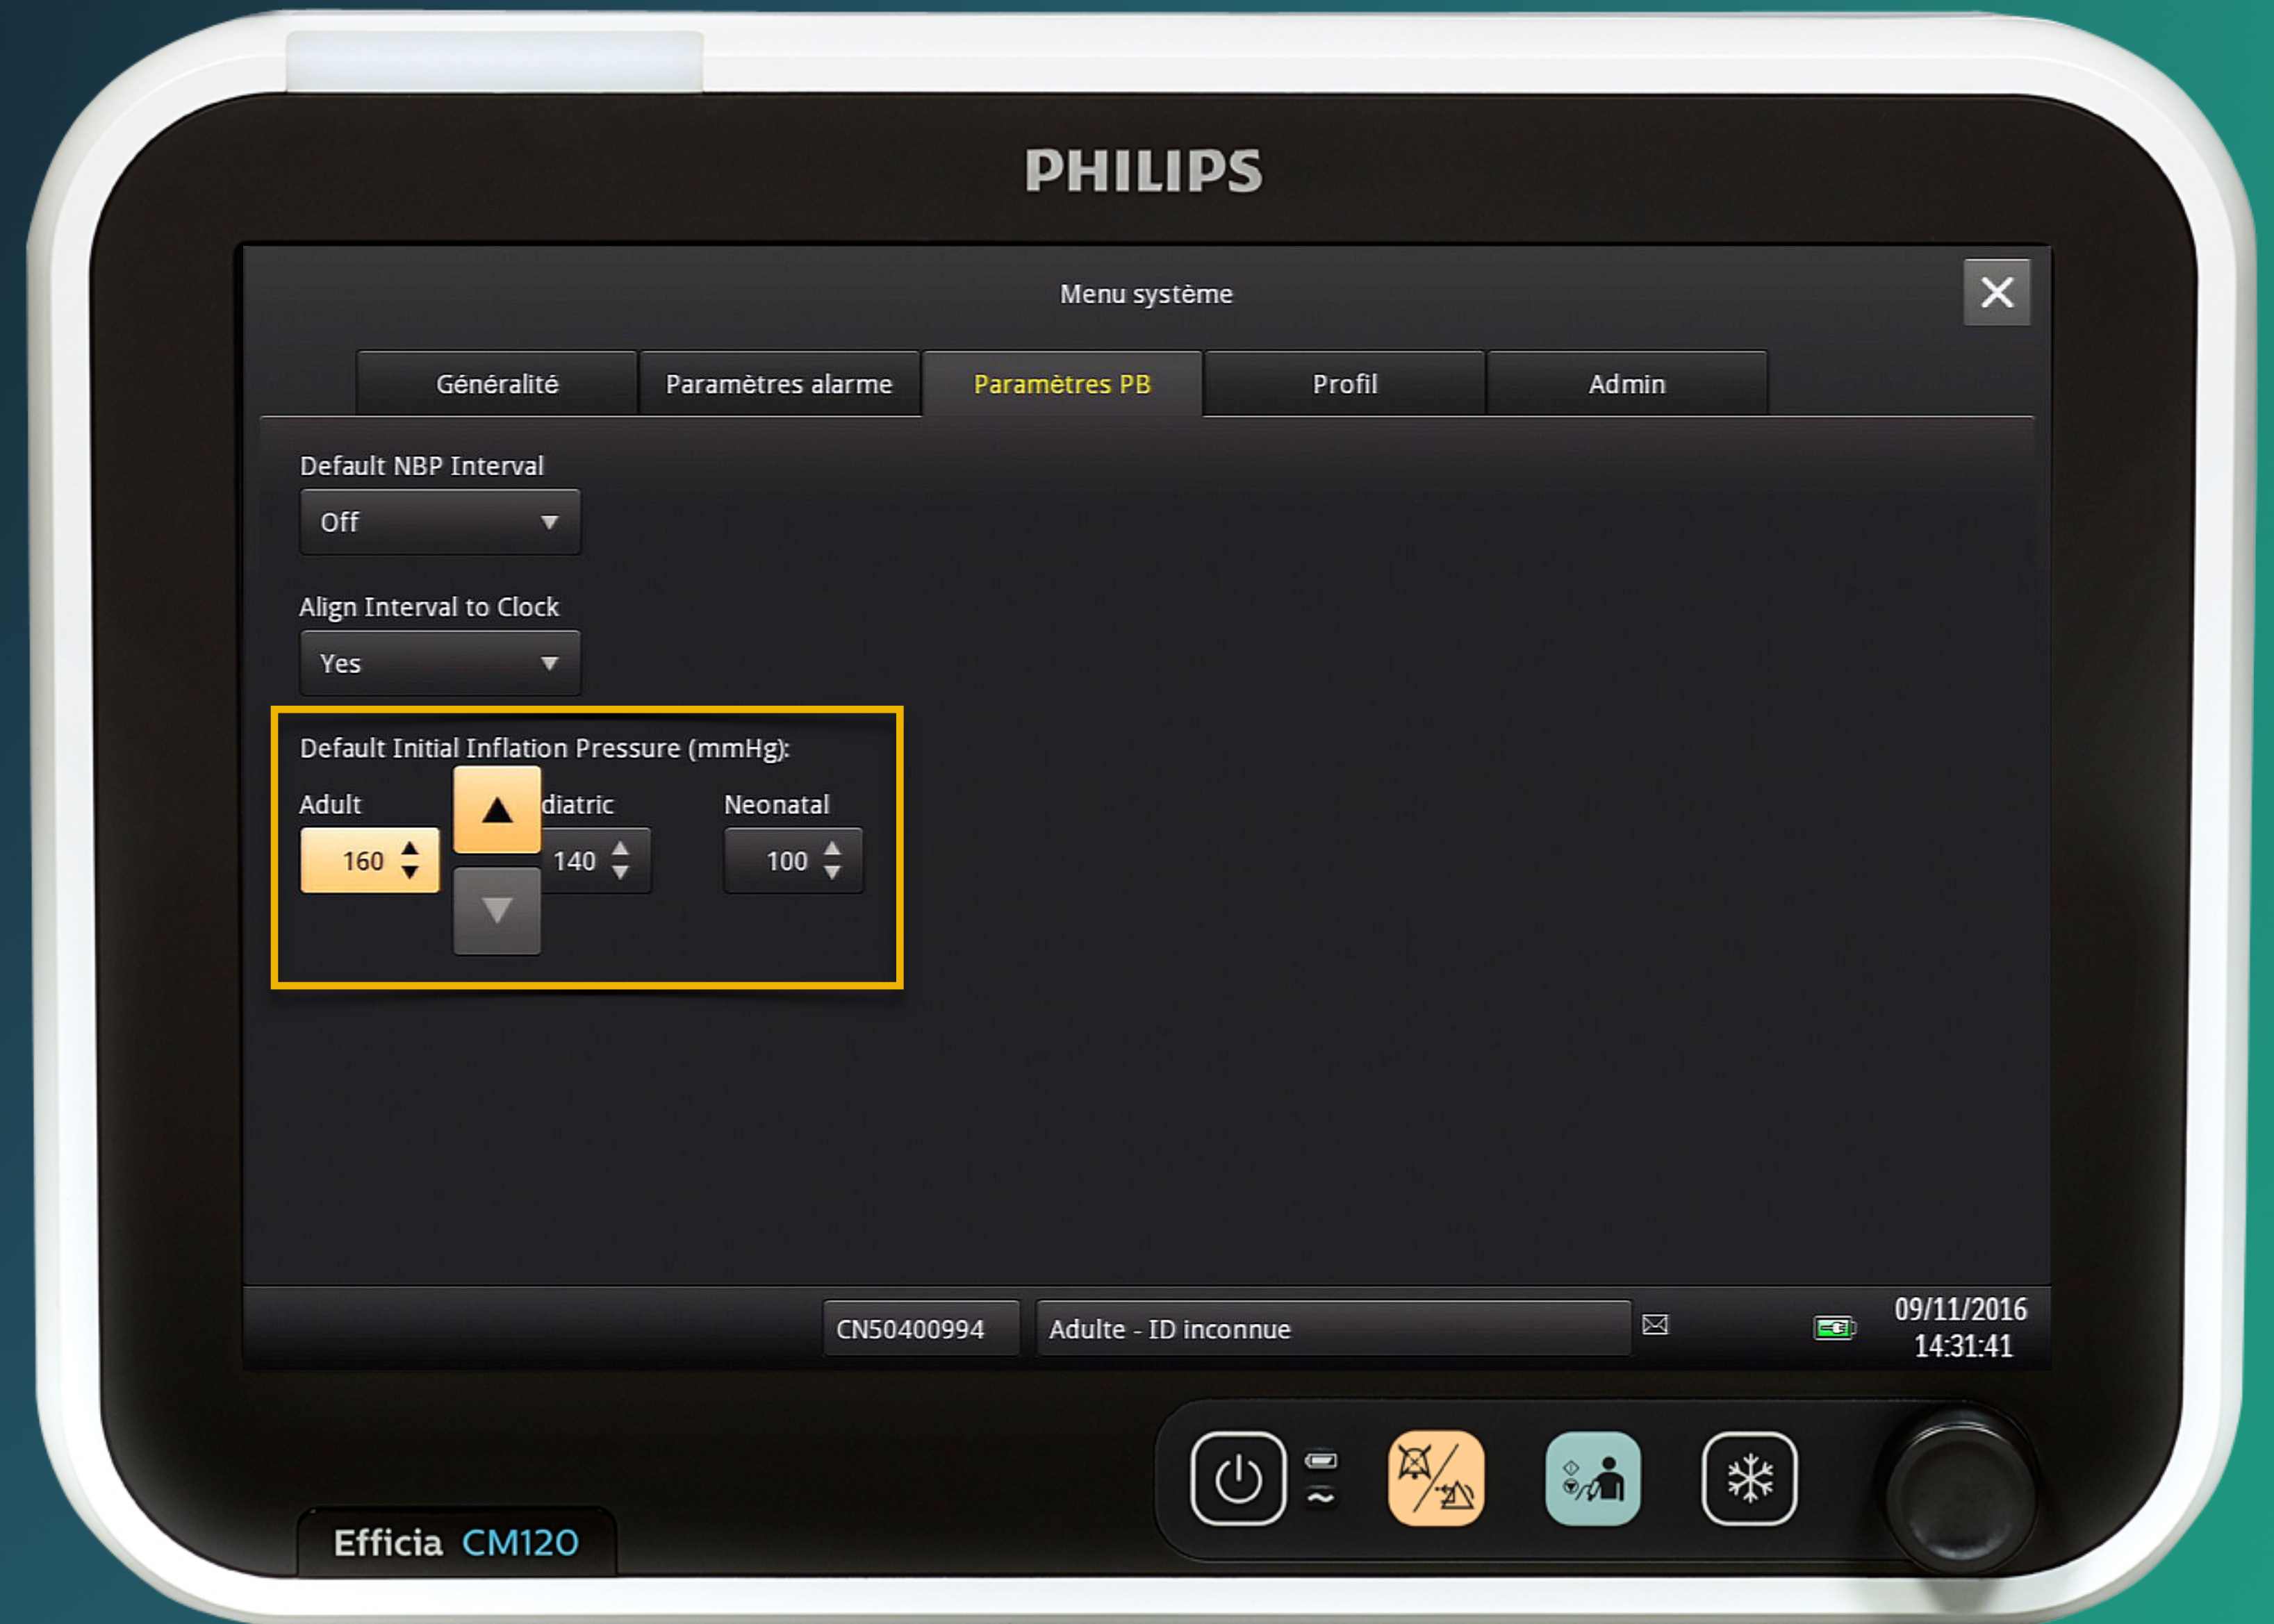 PHILIPS
Menu système
Généralité Paramètres alarme Paramètres PB Profil Admin
Default NBP Interval
Off
Align Interval to Clock
Yes
Default Initial Inflation Pressure (mmHg):
Adult diatric Neonatal
160 140 100
CN50400994 Adulte - ID inconnue 09/11/2016
14:31:41
Efficia CM120